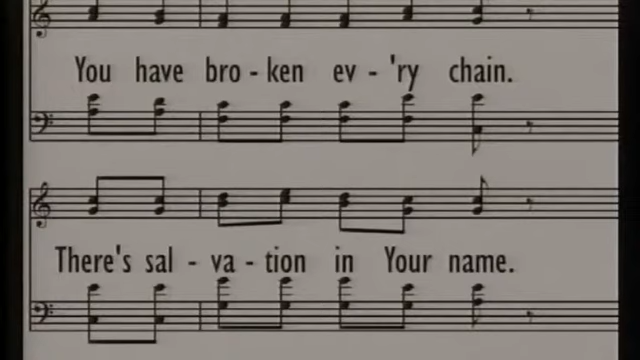 You have bro - ken ev - 'ry chain.
There's sal - va - tion in Your name.